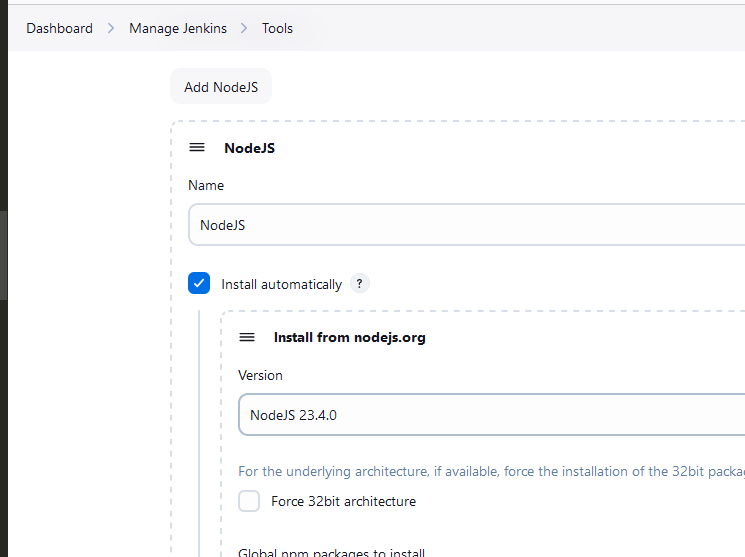 Dashboard > Manage Jenkins > Tools
Add NodeJS
NodeJS
Name
NodeJS
Install automatically ?
Install from nodejs.org
Version
NodeJS 23.4.0
For the underlying architecture, if available, force the installation of the 32bit packa
Force 32bit architecture
Global npm packages to install